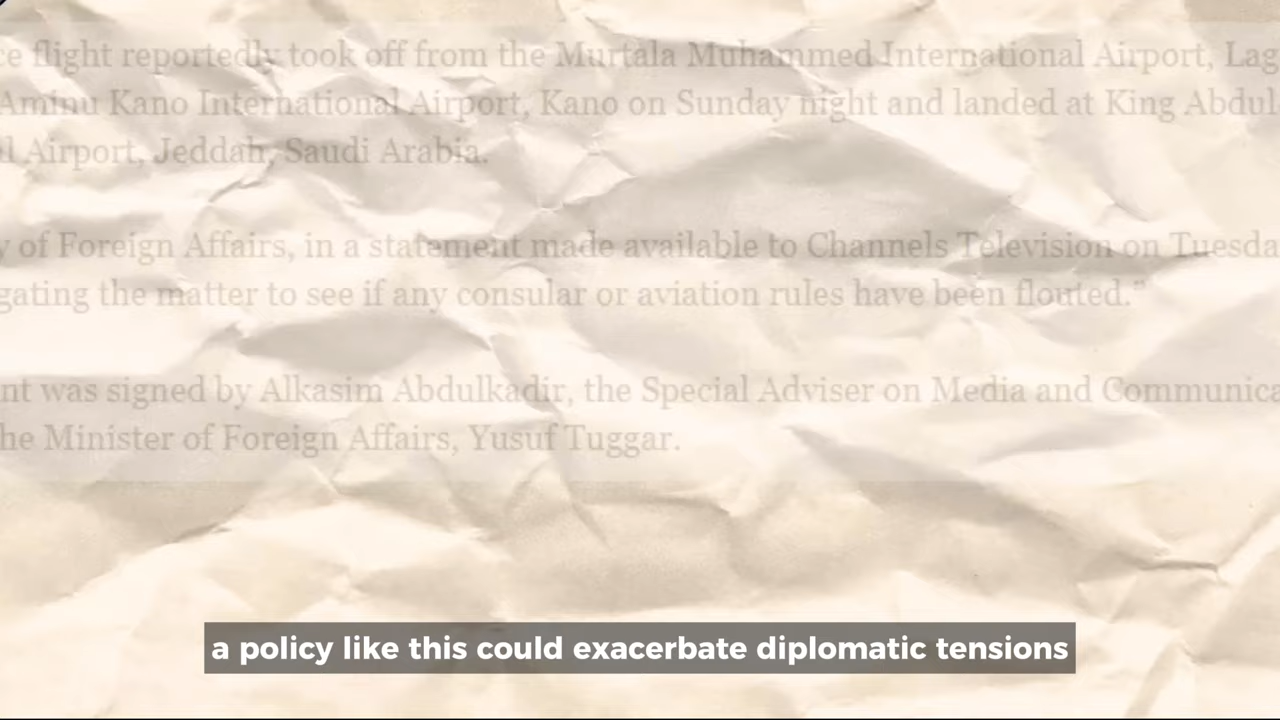 ce flight reportedly took off from the Murtala Muhammed International Airport, Lag
Aminu Kano International Airport, Kano on Sunday night and landed at King Abdul
l Airport, Jeddah, Saudi Arabia.
y of Foreign Affairs, in a statement made available to Channels Television on Tuesda
gating the matter to see if any consular or aviation rules have been flouted."
nt was signed by Alkasim Abdulkadir, the Special Adviser on Media and Communica
he Minister of Foreign Affairs, Yusuf Tuggar.
a policy like this could exacerbate diplomatic tensions